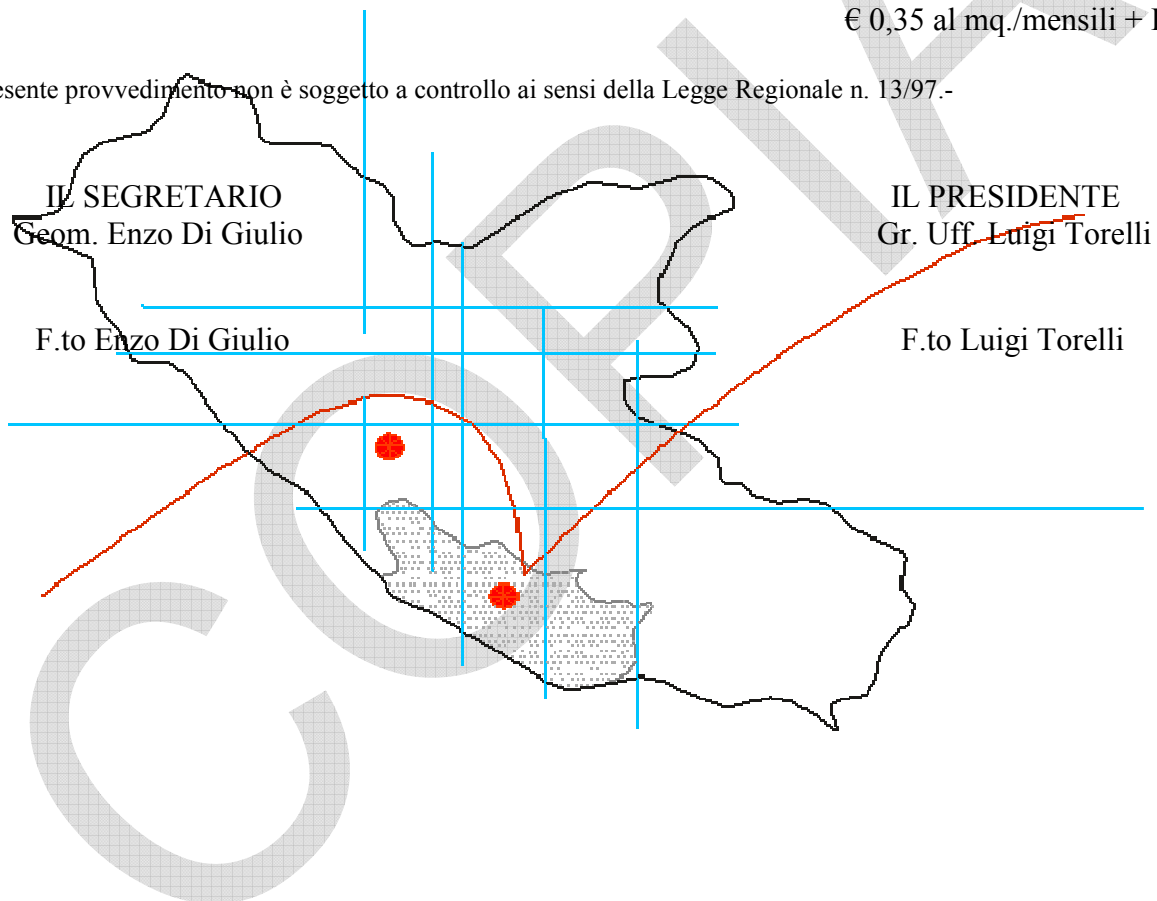 € 0,35 al mq./mensili +
provvedimento non è soggetto a controllo ai sensi della Legge Regionale n. 13/97.-
IL SEGRETARIO
Geom. Enzo Di Giulio
F.to Enzo Di Giulio
IL PRESIDENTE
Gr. Uff. Luigi Torelli
F.to Luigi Torelli
COPIA